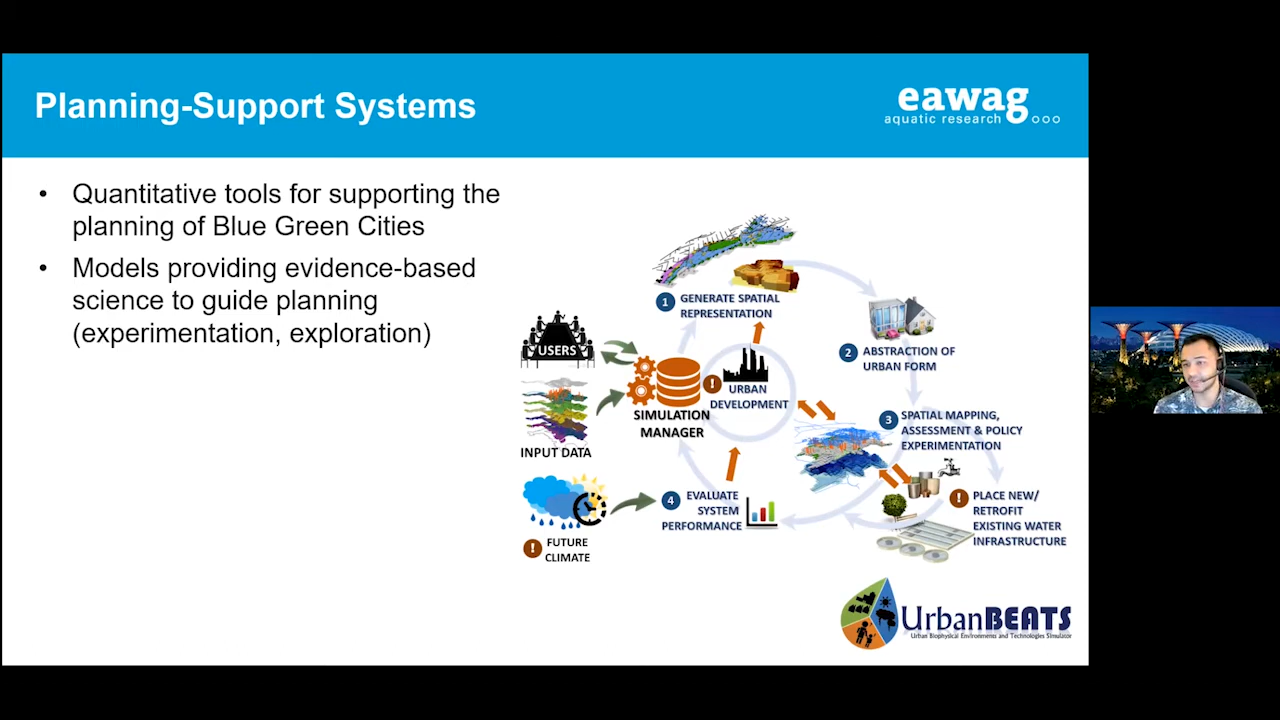 Planning-Support Systems
eawag
aquatic research
• Quantitative tools for supporting the
planning of Blue Green Cities
• Models providing evidence-based
science to guide planning
(experimentation, exploration)
1 GENERATE SPATIAL
REPRESENTATION
2 ABSTRACTION OF
URBAN FORM
USERS
! URBAN
DEVELOPMENT
SIMULATION
MANAGER
3 SPATIAL MAPPING,
ASSESSMENT & POLICY
EXPERIMENTATION
INPUT DATA
4 EVALUATE
SYSTEM
PERFORMANCE
! PLACE NEW/
RETROFIT
EXISTING WATER
INFRASTRUCTURE
! FUTURE
CLIMATE
UrbanBEATS
Urban Biophysical Environments and Technologies Simulator